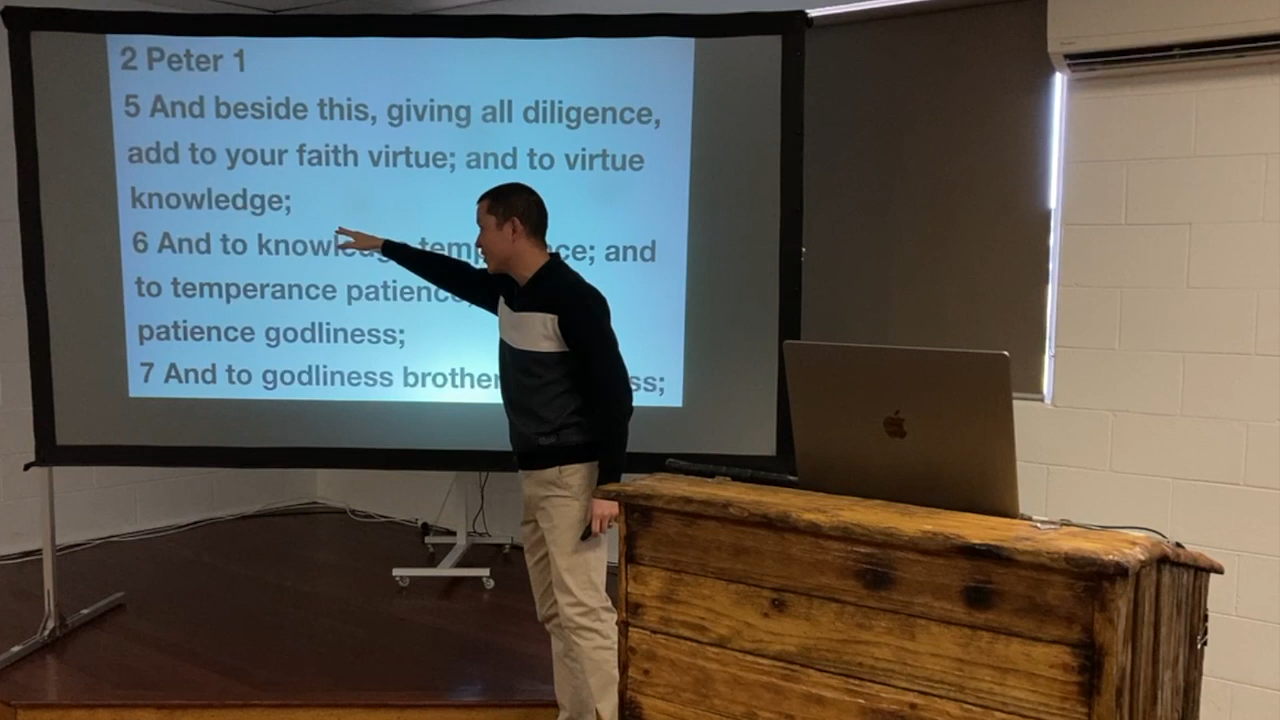 2 Peter 1
5 And beside this, giving all diligence,
add to your faith virtue; and to virtue
knowledge;
6 And to and
to temperance
patience godliness;
7 And to godliness